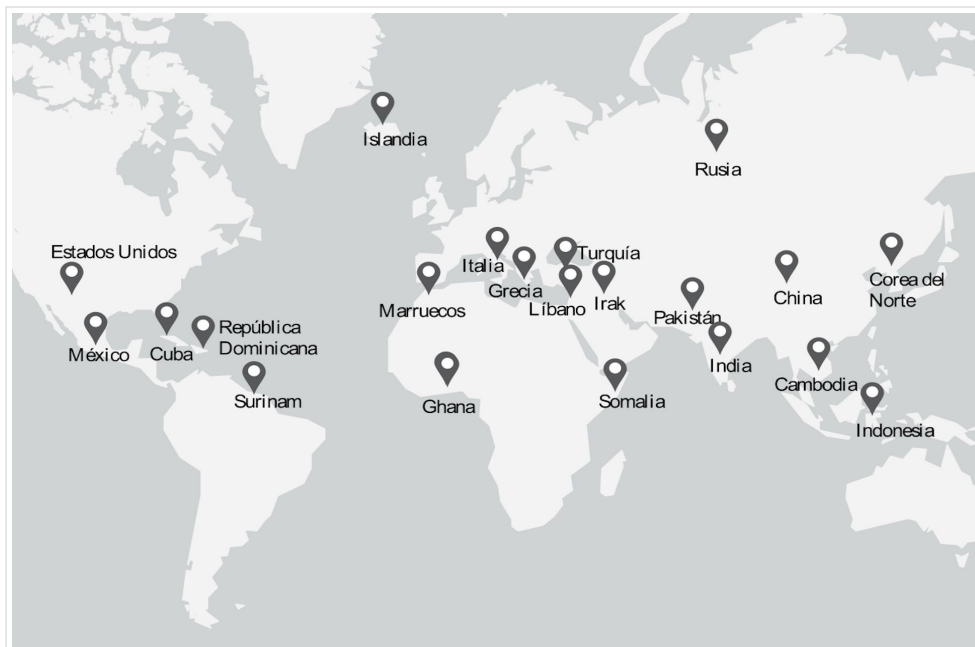 Islandia
Rusia
Estados Unidos
Turquía
Italia
Grecia
Líbano
Irak
Marruecos
Pakistán
China
Corea del
Norte
República
Dominicana
México
Cuba
India
Cambodia
Surinam
Ghana
Somalia
Indonesia